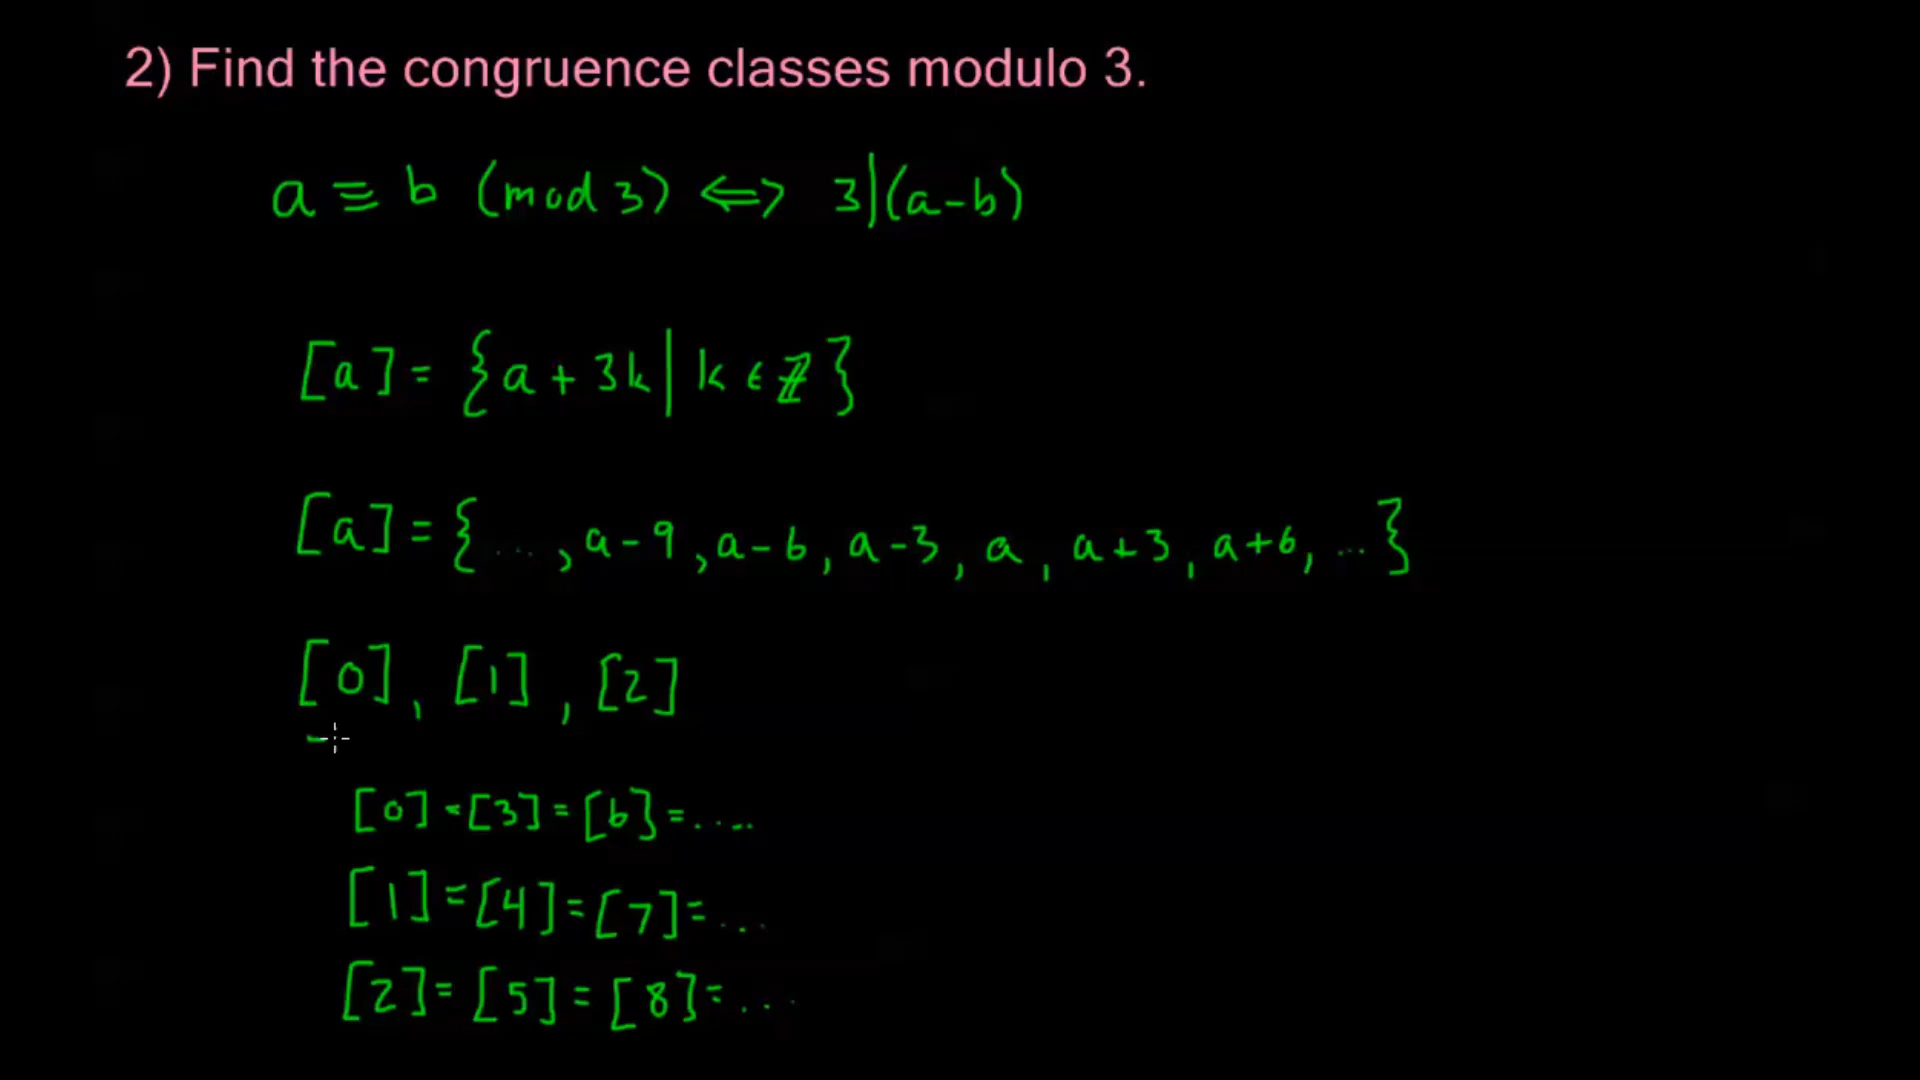 2) Find the congruence classes modulo 3.
a ≡ b (mod 3) ⇔ 3|(a-b)
[a] = {a + 3k | k ∈ ℤ}
[a] = {..., a-9, a-6, a-3, a, a+3, a+6, ...}
[0], [1], [2]
[0] = [3] = [6] = ....
[1] = [4] = [7] = ...
[2] = [5] = [8] = ...